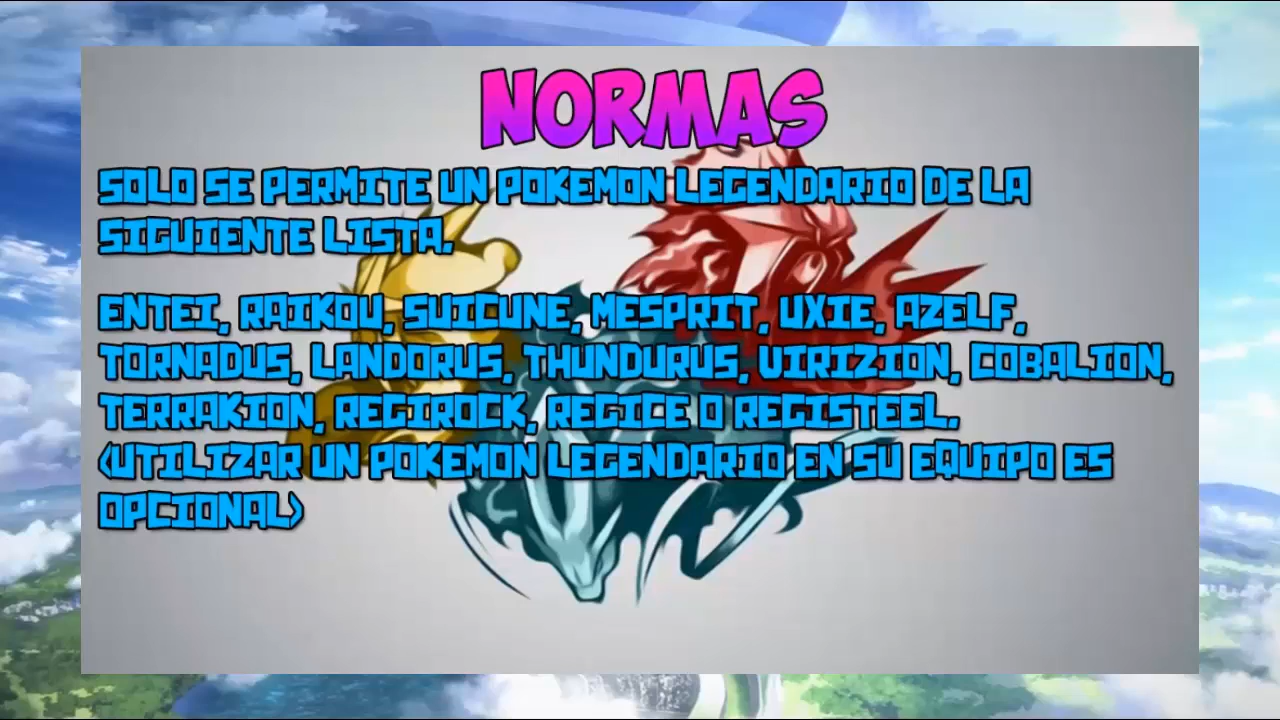 NORMAS
SOLO SE PERMITE UN POKEMON LEGENDARIO DE LA
SIGUIENTE LISTA.
ENTEI, RAIKOU, SUICUNE, MESPRIT, UXIE, AZELF,
TORNADUS, LANDORUS, THUNDURUS, VIRIZION, COBALION,
TERRAKION, REGIROCK, REGICE O REGISTEEL.
(UTILIZAR UN POKEMON LEGENDARIO EN SU EQUIPO ES
OPCIONAL)